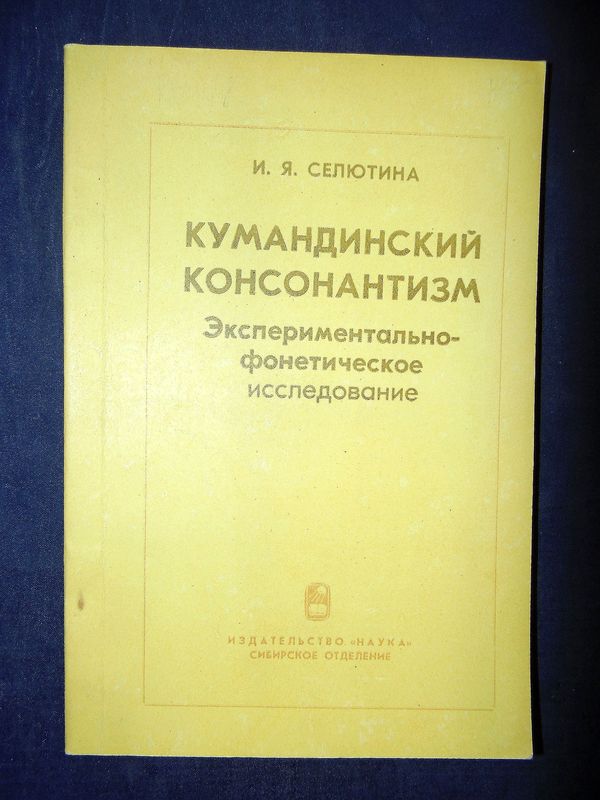 И. Я. СЕЛЮТИНА
КУМАНДИНСКИЙ
КОНСОНАНТИЗМ
Экспериментально-
фонетическое
исследование
ИЗДАТЕЛЬСТВО «НАУКА»
СИБИРСКОЕ ОТДЕЛЕНИЕ